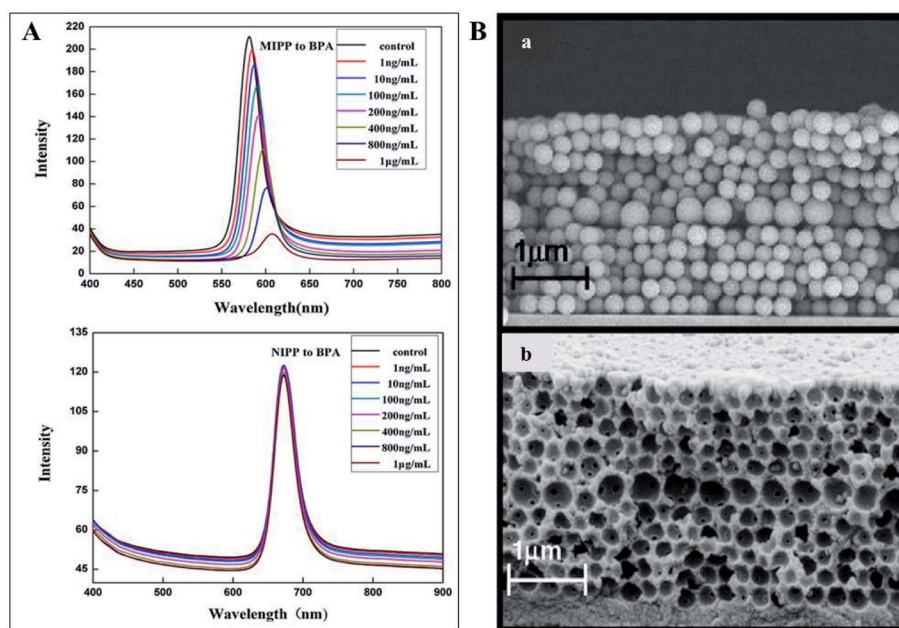 A
MIPP to BPA
control
1ng/mL
10ng/mL
100ng/mL
200ng/mL
400ng/mL
800ng/mL
1μg/mL
220
200
180
160
140
120
100
80
60
40
20
0
400 450 500 550 600 650 700 750 800
Intensity
Wavelength(nm)
NIPP to BPA
control
1ng/mL
10ng/mL
100ng/mL
200ng/mL
400ng/mL
800ng/mL
1μg/mL
135
120
105
90
75
60
45
400 500 600 700 800 900
Intensity
Wavelength (nm)
B
a
1μm
b
1μm